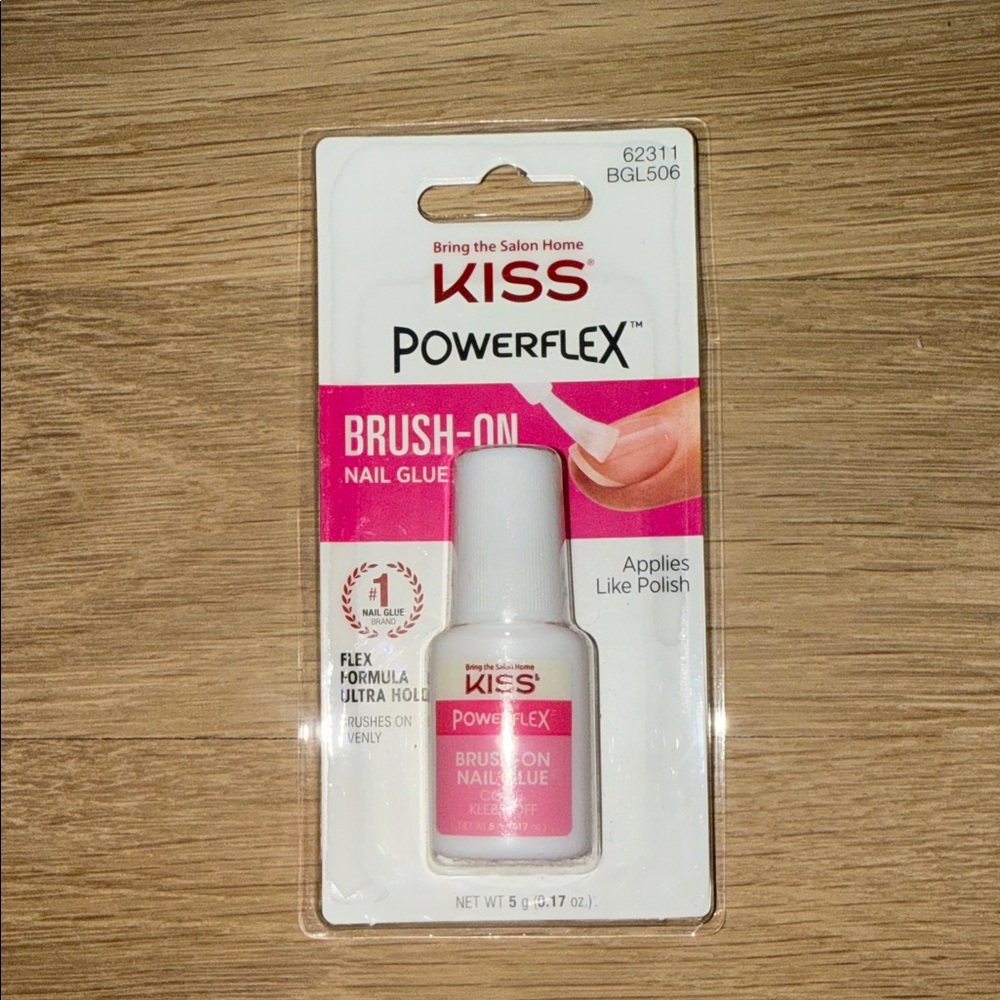 62311
BGL506
Bring the Salon Home
KISS®
POWERFLEX™
BRUSH-ON
NAIL GLUE
Applies
Like Polish
#1
NAIL GLUE
BRAND
FLEX
FORMULA
ULTRA HOLD
BRUSHES ON
EVENLY
Bring the Salon Home
KISS®
POWERFLEX
BRUSH-ON
NAIL GLUE
NET WT 5 g (0.17 oz.)